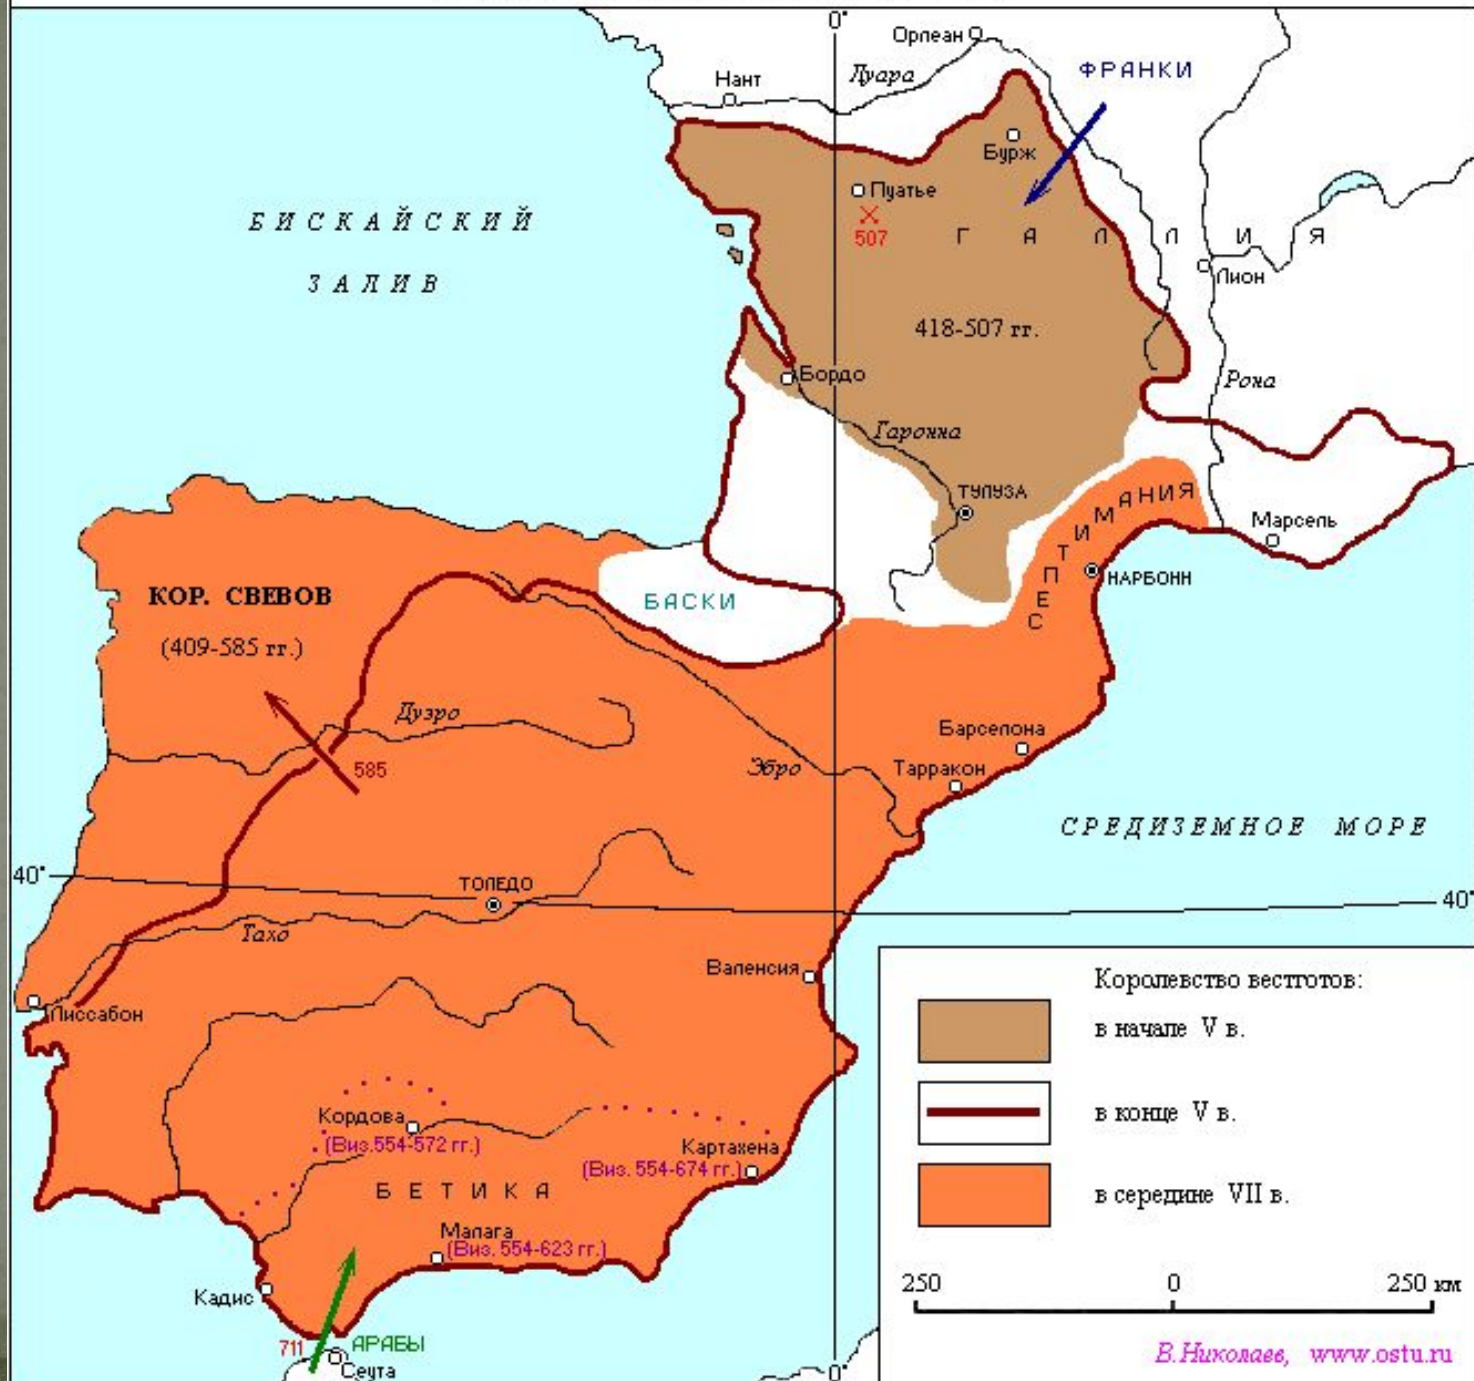 0°
Орлеан
Луара
ФРАНКИ
Нант
Бурж
Пуатье
507
БИСКАЙСКИЙ
ЗАЛИВ
ГАЛЛИЯ
Лион
418-507 гг.
Бордо
Рона
Гаронна
ТУЛУЗА
СЕПТИМАНИЯ
Марсель
НАРБОНН
КОР. СВЕВОВ
(409-585 гг.)
БАСКИ
Дуэро
585
Эбро
Барселона
Тарракон
СРЕДИЗЕМНОЕ МОРЕ
40°
ТОЛЕДО
40°
Тахо
Валенсия
Лиссабон
Кордова
(Виз.554-572 гг.)
Картахена
(Виз. 554-674 гг.)
БЕТИКА
Малага
(Виз. 554-623 гг.)
Кадис
711
АРАБЫ
Сеута
0°
Королевство вестготов:
в начале V в.
в конце V в.
в середине VII в.
250 0 250 км
В.Николаев, www.ostu.ru